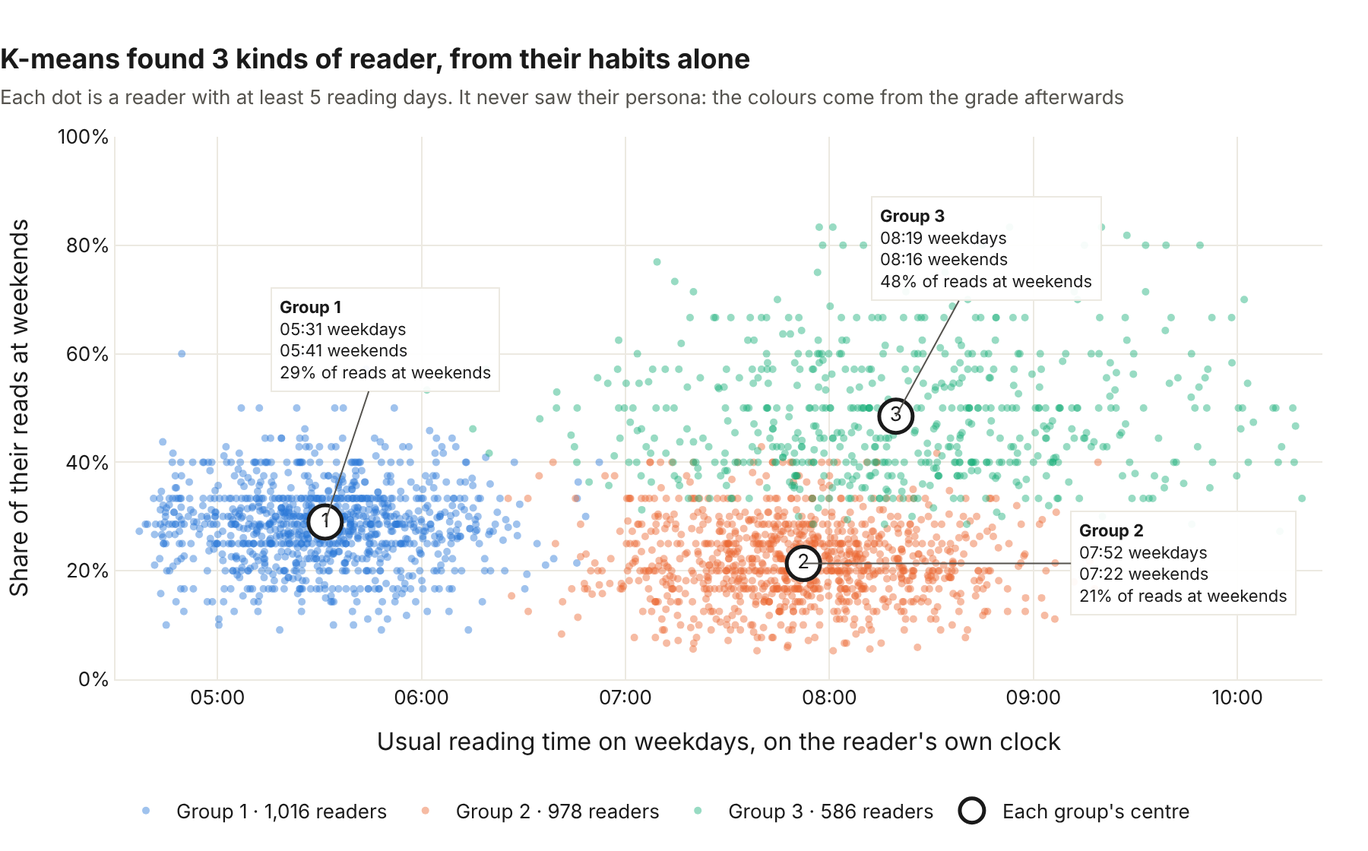 K-means found 3 kinds of reader, from their habits alone
Each dot is a reader with at least 5 reading days. It never saw their persona: the colours come from the grade afterwards
Share of their reads at weekends
100%
80%
60%
40%
20%
0%
Group 3
08:19 weekdays
08:16 weekends
48% of reads at weekends
Group 1
05:31 weekdays
05:41 weekends
29% of reads at weekends
3
1
2
Group 2
07:52 weekdays
07:22 weekends
21% of reads at weekends
05:00
06:00
07:00
08:00
09:00
10:00
Usual reading time on weekdays, on the reader's own clock
Group 1 · 1,016 readers
Group 2 · 978 readers
Group 3 · 586 readers
Each group's centre